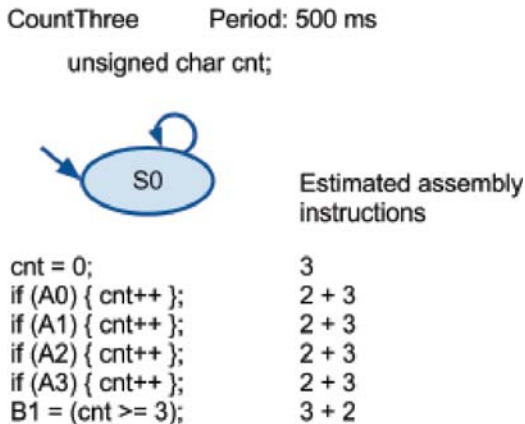 CountThree Period: 500 ms
unsigned char cnt;
S0
Estimated assembly
instructions
cnt = 0; 3
if (A0) { cnt++ }; 2 + 3
if (A1) { cnt++ }; 2 + 3
if (A2) { cnt++ }; 2 + 3
if (A3) { cnt++ }; 2 + 3
B1 = (cnt >= 3); 3 + 2